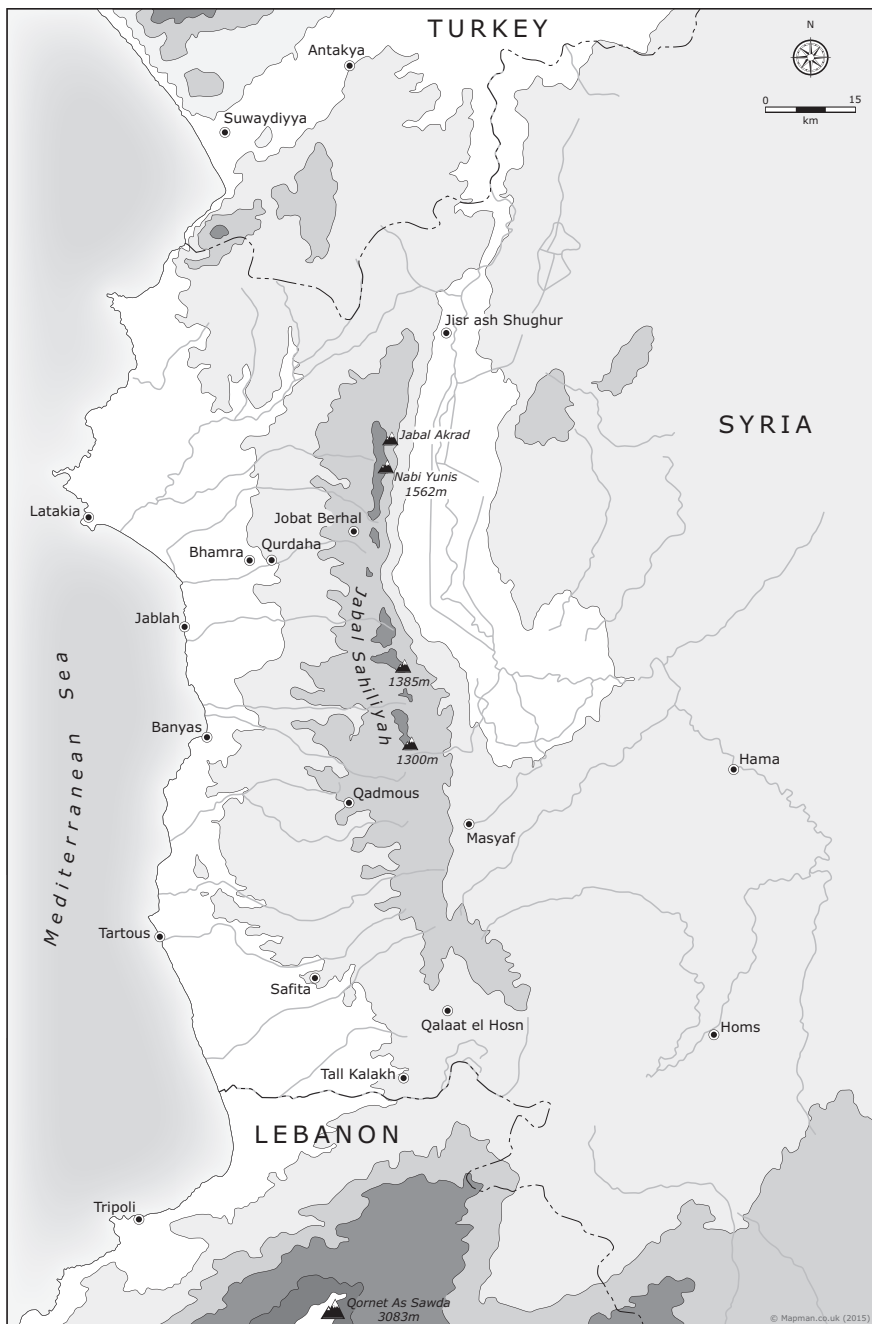 TURKEY
N
Antakya
0 15
km
Suwaydiyya
Jisr ash Shughur
SYRIA
Jabal Akrad
Nabi Yunis
1562m
Latakia
Jobat Berhal
Bhamra
Qurdaha
Jablah
Jabal Sahiliyah
1385m
Mediterranean Sea
Banyas
1300m
Hama
Qadmous
Masyaf
Tartous
Safita
Qalaat el Hosn
Homs
Tall Kalakh
LEBANON
Tripoli
Qornet As Sawda
3083m
© Mapman.co.uk (2015)